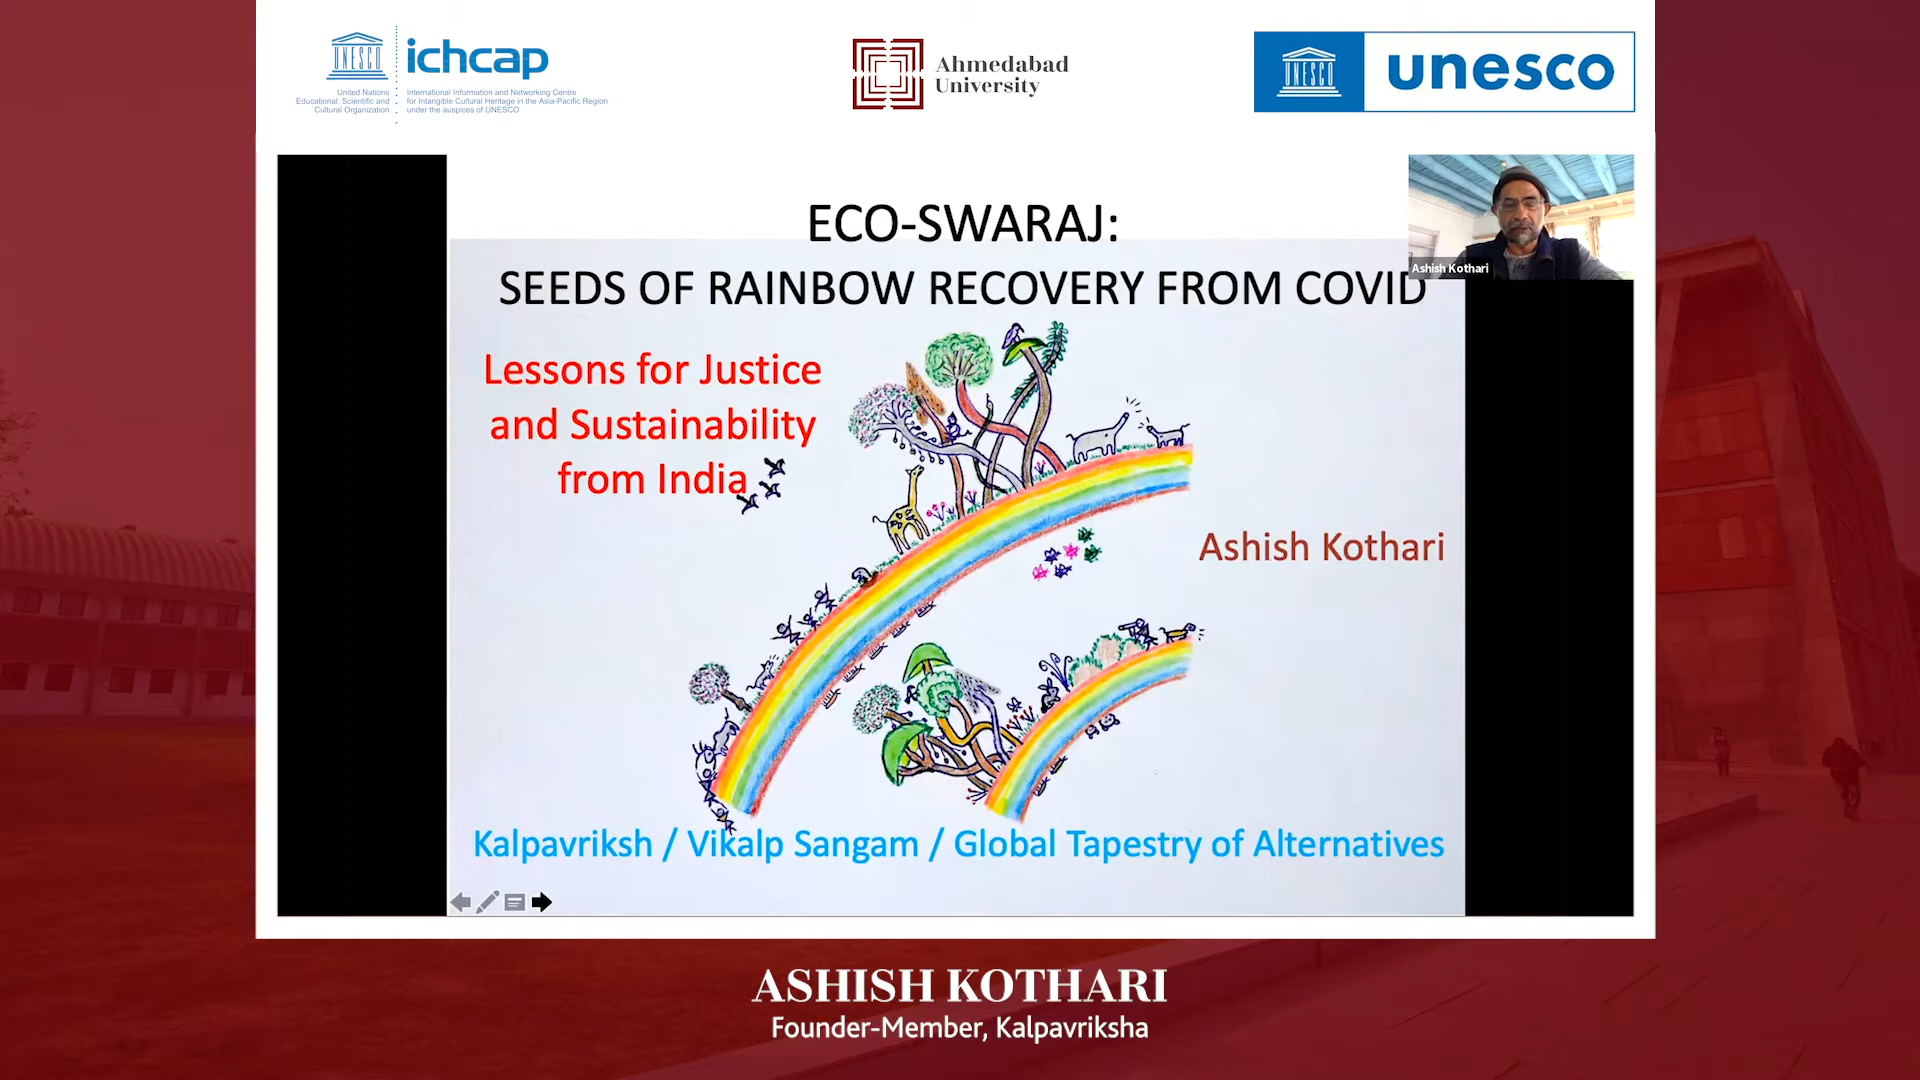 UNESCO
United Nations
Educational, Scientific and
Cultural Organization
ichcap
International Information and Networking Centre
for Intangible Cultural Heritage in the Asia-Pacific Region
under the auspices of UNESCO
Ahmedabad
University
UNESCO
unesco
Ashish Kothari
ECO-SWARAJ:
SEEDS OF RAINBOW RECOVERY FROM COVID
Lessons for Justice
and Sustainability
from India
Ashish Kothari
Kalpavriksh / Vikalp Sangam / Global Tapestry of Alternatives
ASHISH KOTHARI
Founder-Member, Kalpavriksha